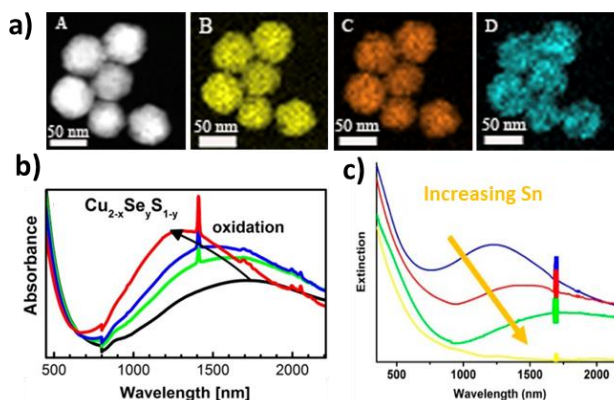 a)
A
B
C
D
50 nm
50 nm
50 nm
50 nm
b)
Cu2-xSeyS1-y
oxidation
Absorbance
500
1000
1500
2000
Wavelength [nm]
c)
Increasing Sn
Extinction
500
1000
1500
2000
Wavelength (nm)